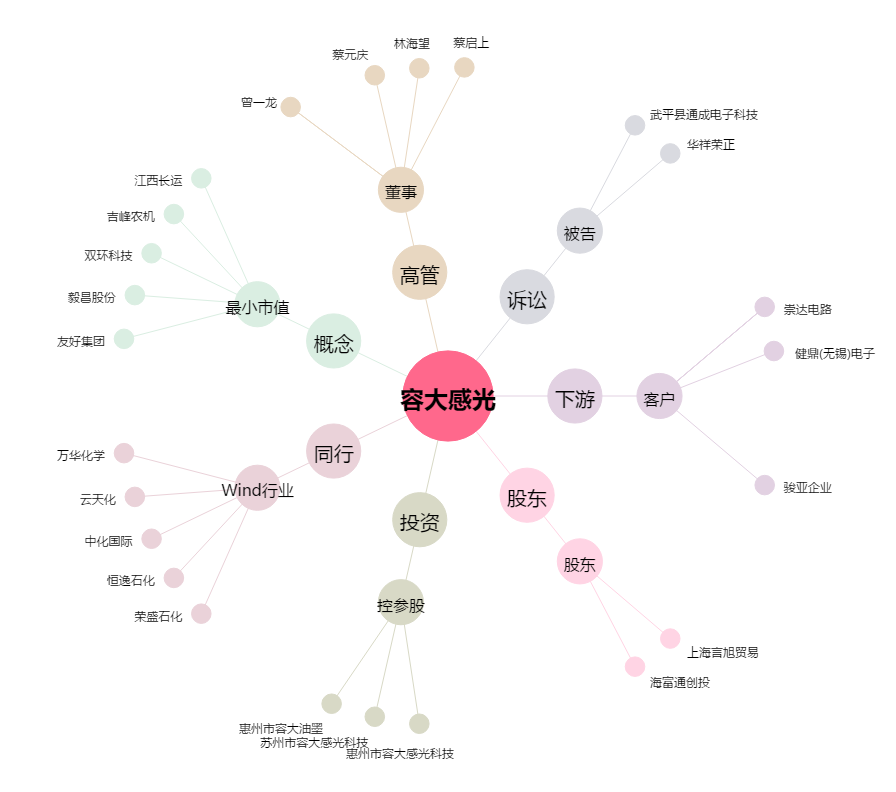 蔡启上
林海望
蔡元庆
曾一龙
武平县通成电子科技
华祥荣正
江西长运
董事
吉峰农机
被告
双环科技
高管
毅昌股份
诉讼
最小市值
崇达电路
友好集团
概念
健鼎(无锡)电子
容大感光
下游
客户
万华化学
同行
Wind行业
骏亚企业
云天化
股东
投资
中化国际
股东
恒逸石化
控参股
荣盛石化
上海言旭贸易
海富通创投
惠州市容大油墨
苏州市容大感光科技
惠州市容大感光科技